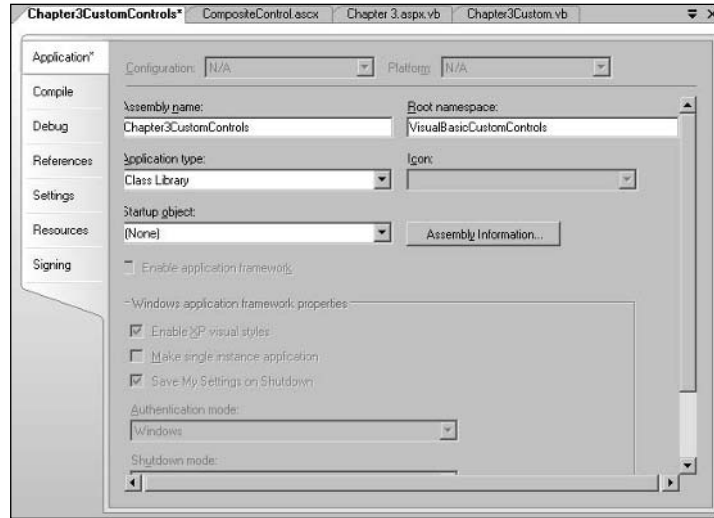 Chapter3CustomControls* CompositeControl.ascx Chapter 3.aspx.vb Chapter3Custom.vb
Application*
Compile
Debug
References
Settings
Resources
Signing
Configuration: N/A Platform: N/A
Assembly name: Root namespace:
Chapter3CustomControls VisualBasicCustomControls
Application type: Icon:
Class Library
Startup object:
(None) Assembly Information...
Enable application framework
Windows application framework properties
Enable XP visual styles
Make single instance application
Save My Settings on Shutdown
Authentication mode:
Windows
Shutdown mode: